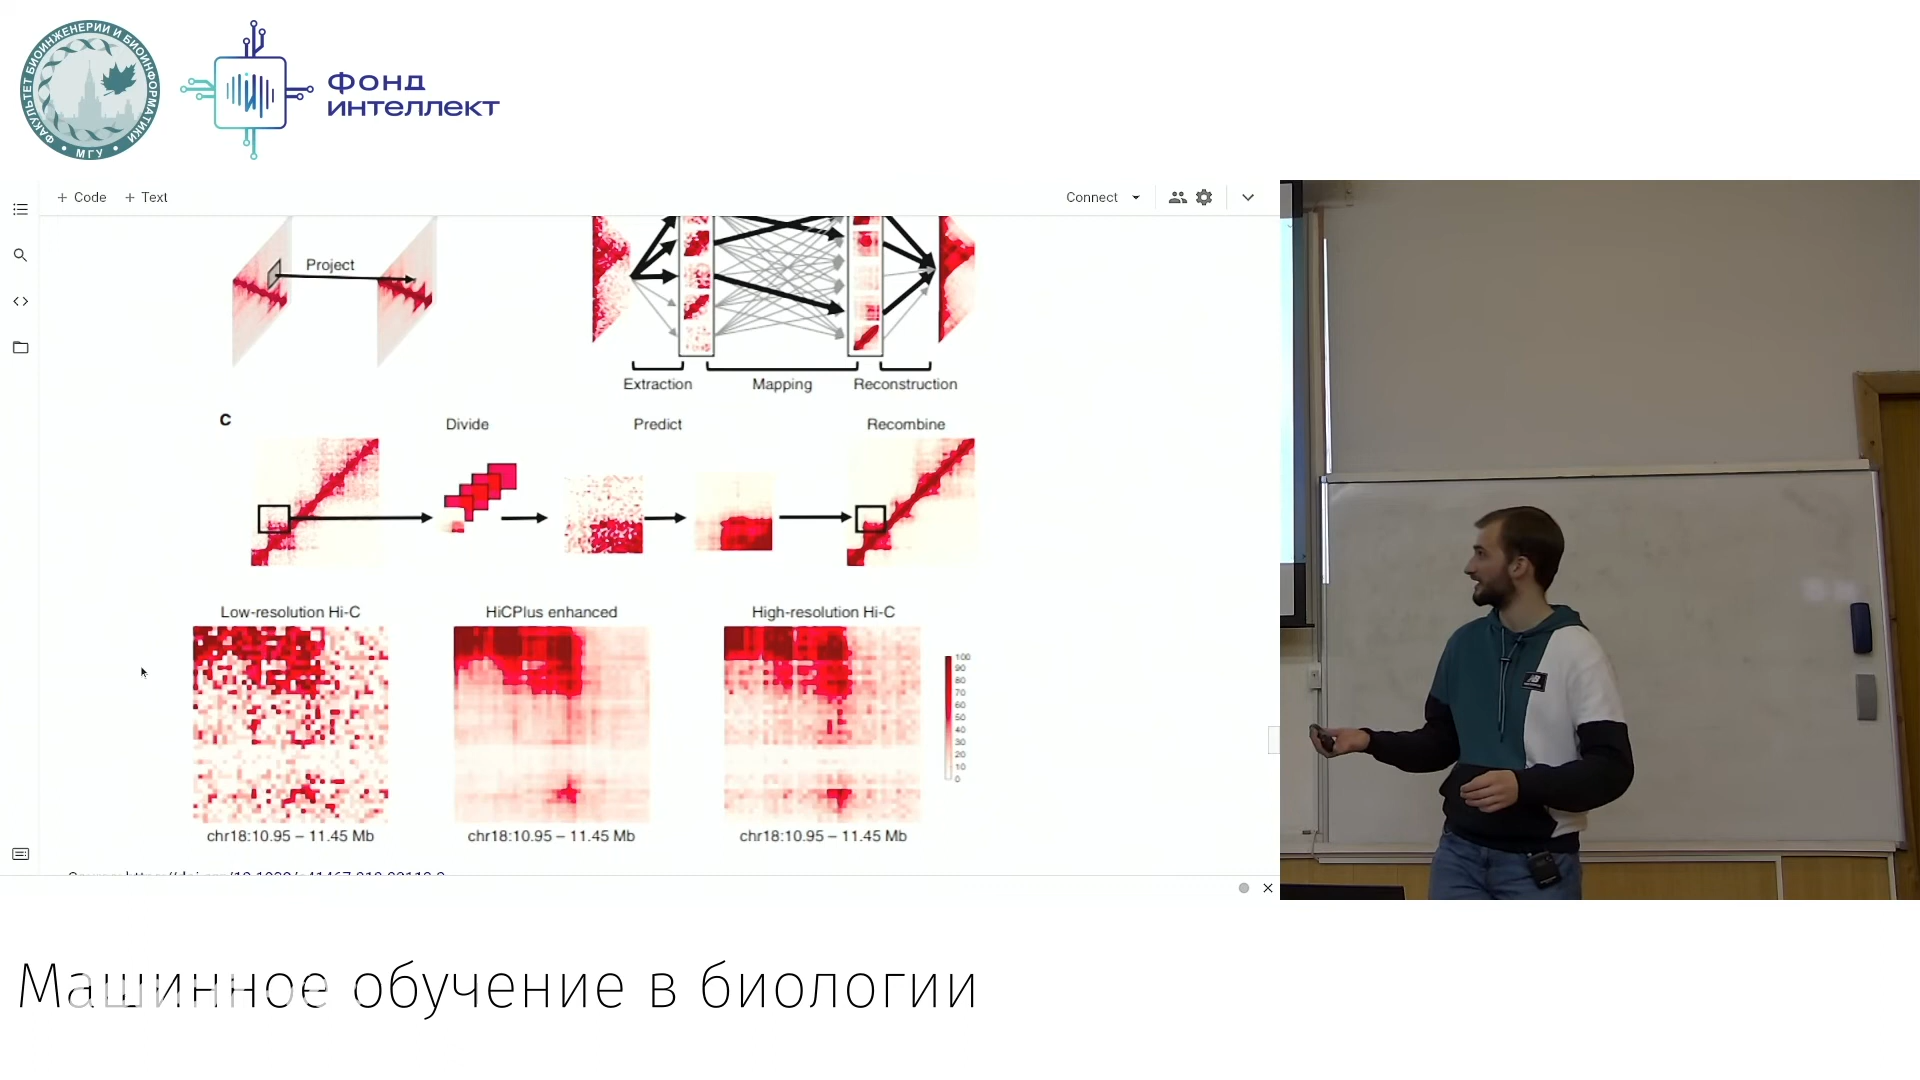 ФАКУЛЬТЕТ БИОИНЖЕНЕРИИ И БИОИНФОРМАТИКИ
• МГУ •
ФОНД
ИНТЕЛЛЕКТ
+ Code + Text
Connect
Project
Extraction Mapping Reconstruction
C
Divide Predict Recombine
Low-resolution Hi-C HiCPlus enhanced High-resolution Hi-C
100
90
80
70
60
50
40
30
20
10
0
chr18:10.95 – 11.45 Mb chr18:10.95 – 11.45 Mb chr18:10.95 – 11.45 Mb
Машинное обучение в биологии